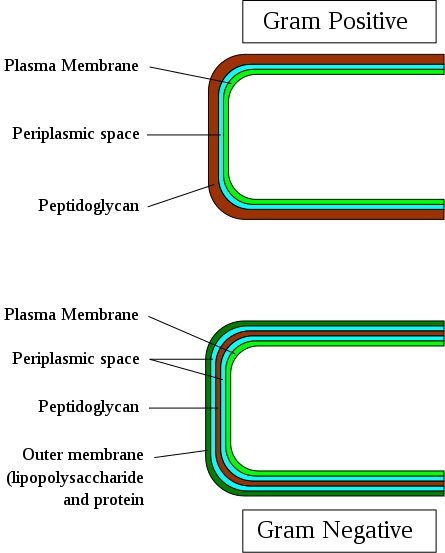 Gram Positive
Plasma Membrane
Periplasmic space
Peptidoglycan
Plasma Membrane
Periplasmic space
Peptidoglycan
Outer membrane
(lipopolysaccharide
and protein
Gram Negative